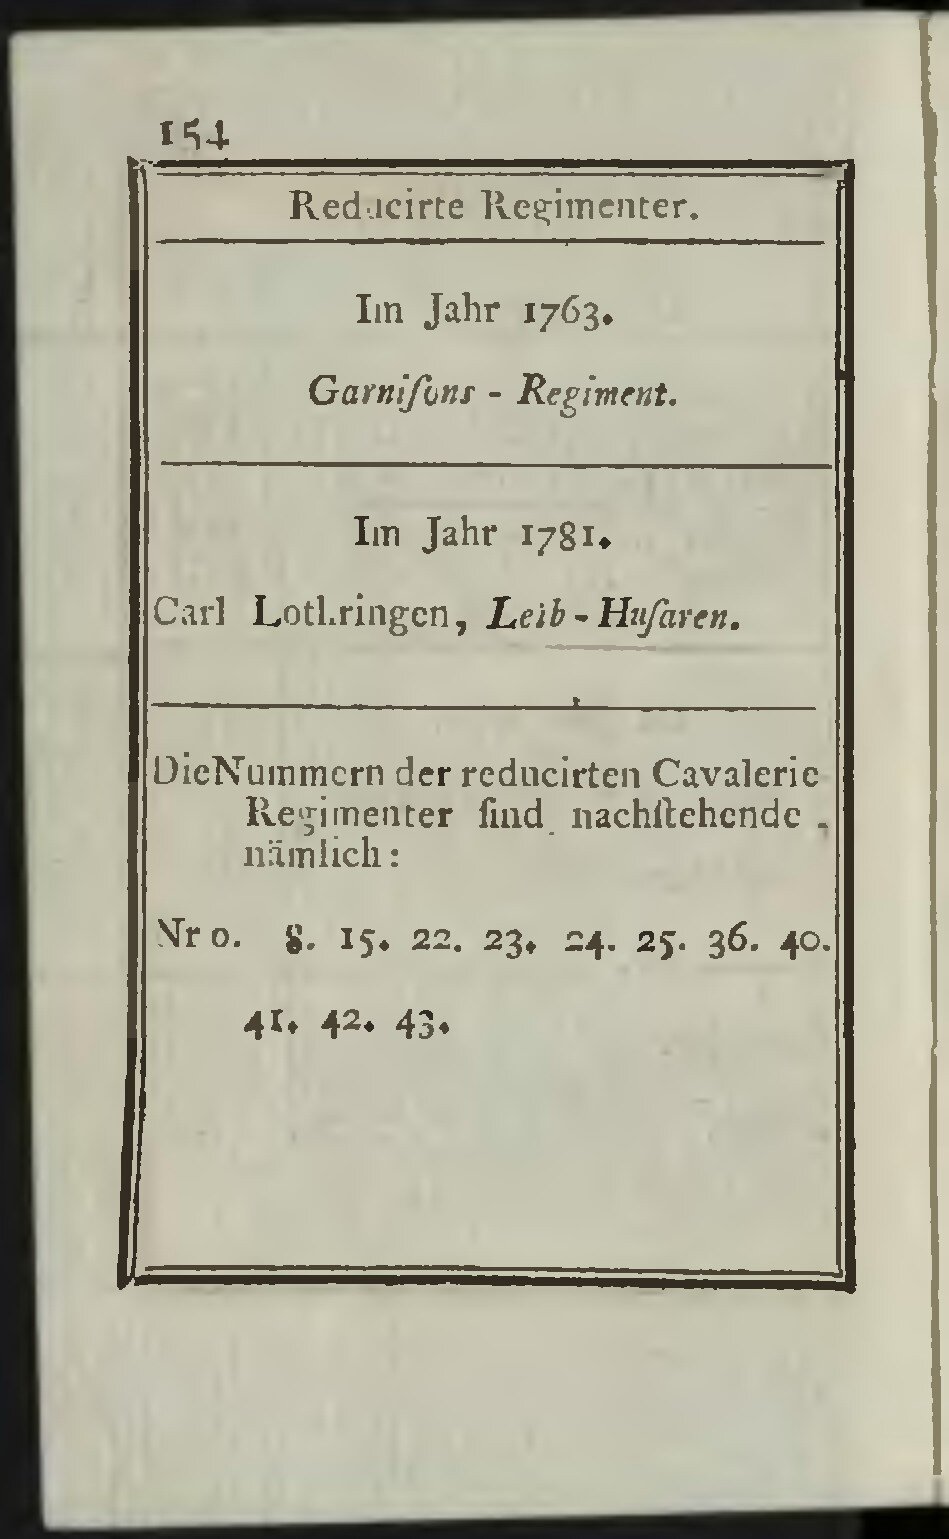 154
Reducirte Regimenter.
Im Jahr 1763.
Garniſons - Regiment.
Im Jahr 1781.
Carl Lothringen, Leib - Huſaren.
Die Nummern der reducirten Cavalerie
Regimenter ſind nachſtehende,
nämlich:
Nro. 8. 15. 22. 23. 24. 25. 36. 40.
41. 42. 43.